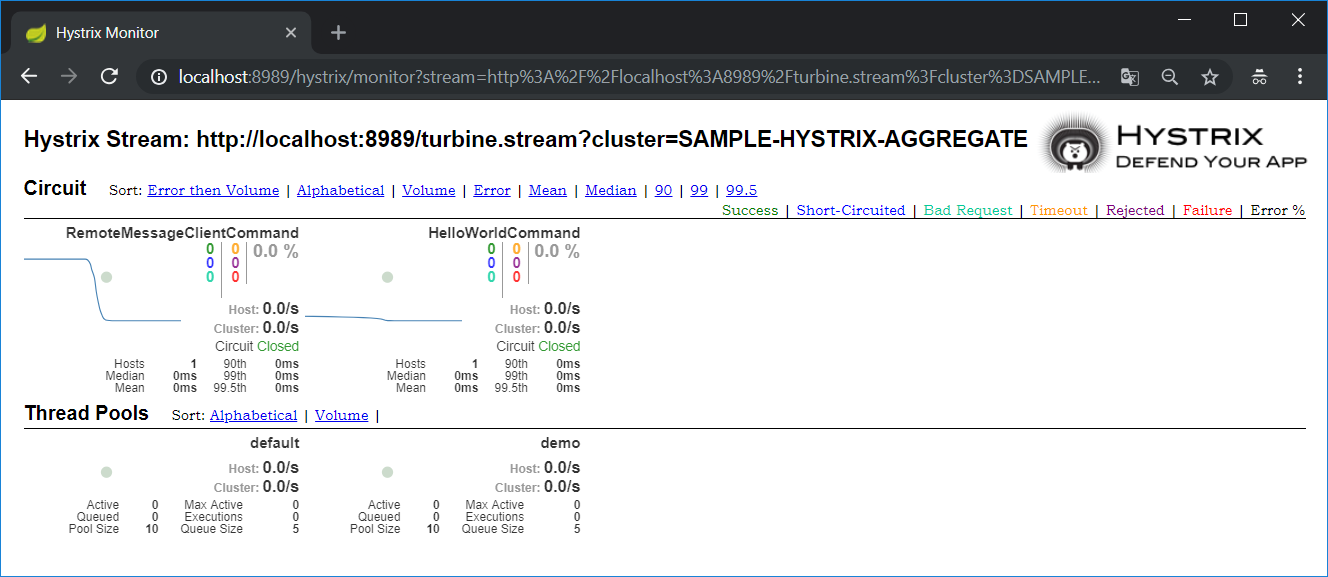 Hystrix Monitor
localhost:8989/hystrix/monitor?stream=http%3A%2F%2Flocalhost%3A8989%2Fturbine.stream%3Fcluster%3DSAMPLE...
Hystrix Stream: http://localhost:8989/turbine.stream?cluster=SAMPLE-HYSTRIX-AGGREGATE
HYSTRIX
DEFEND YOUR APP
Circuit Sort: Error then Volume | Alphabetical | Volume | Error | Mean | Median | 90 | 99 | 99.5
Success | Short-Circuited | Bad Request | Timeout | Rejected | Failure | Error %
RemoteMessageClientCommand
0 0 0.0 %
0 0
0 0
Host: 0.0/s
Cluster: 0.0/s
Circuit Closed
Hosts 1 90th 0ms
Median 0ms 99th 0ms
Mean 0ms 99.5th 0ms
HelloWorldCommand
0 0 0.0 %
0 0
0 0
Host: 0.0/s
Cluster: 0.0/s
Circuit Closed
Hosts 1 90th 0ms
Median 0ms 99th 0ms
Mean 0ms 99.5th 0ms
Thread Pools Sort: Alphabetical | Volume |
default
Host: 0.0/s
Cluster: 0.0/s
Active 0 Max Active 0
Queued 0 Executions 0
Pool Size 10 Queue Size 5
demo
Host: 0.0/s
Cluster: 0.0/s
Active 0 Max Active 0
Queued 0 Executions 0
Pool Size 10 Queue Size 5